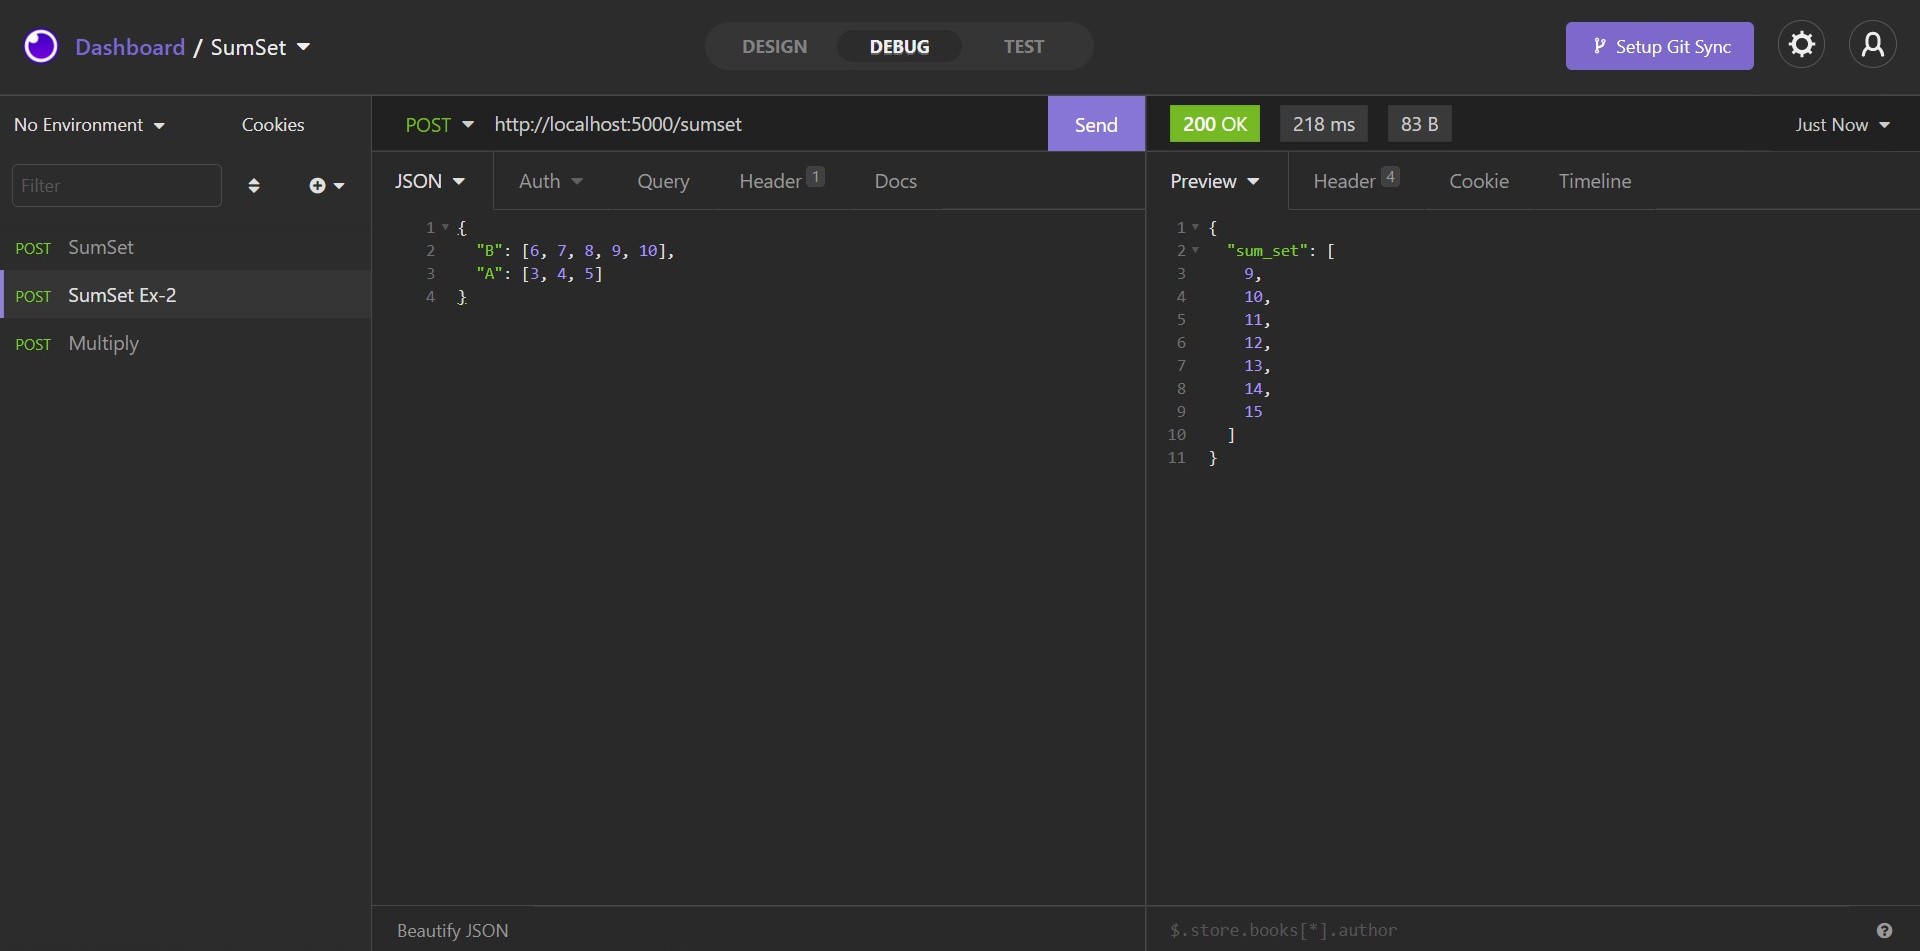 Dashboard / SumSet
DESIGN DEBUG TEST
Setup Git Sync
No Environment Cookies
Filter
POST SumSet
POST SumSet Ex-2
POST Multiply
POST http://localhost:5000/sumset Send
JSON Auth Query Header 1 Docs
1 {
2 "B": [6, 7, 8, 9, 10],
3 "A": [3, 4, 5]
4 }
Beautify JSON
200 OK 218 ms 83 B Just Now
Preview Header 4 Cookie Timeline
1 {
2 "sum_set": [
3 9,
4 10,
5 11,
6 12,
7 13,
8 14,
9 15
10 ]
11 }
$.store.books[*].author ?